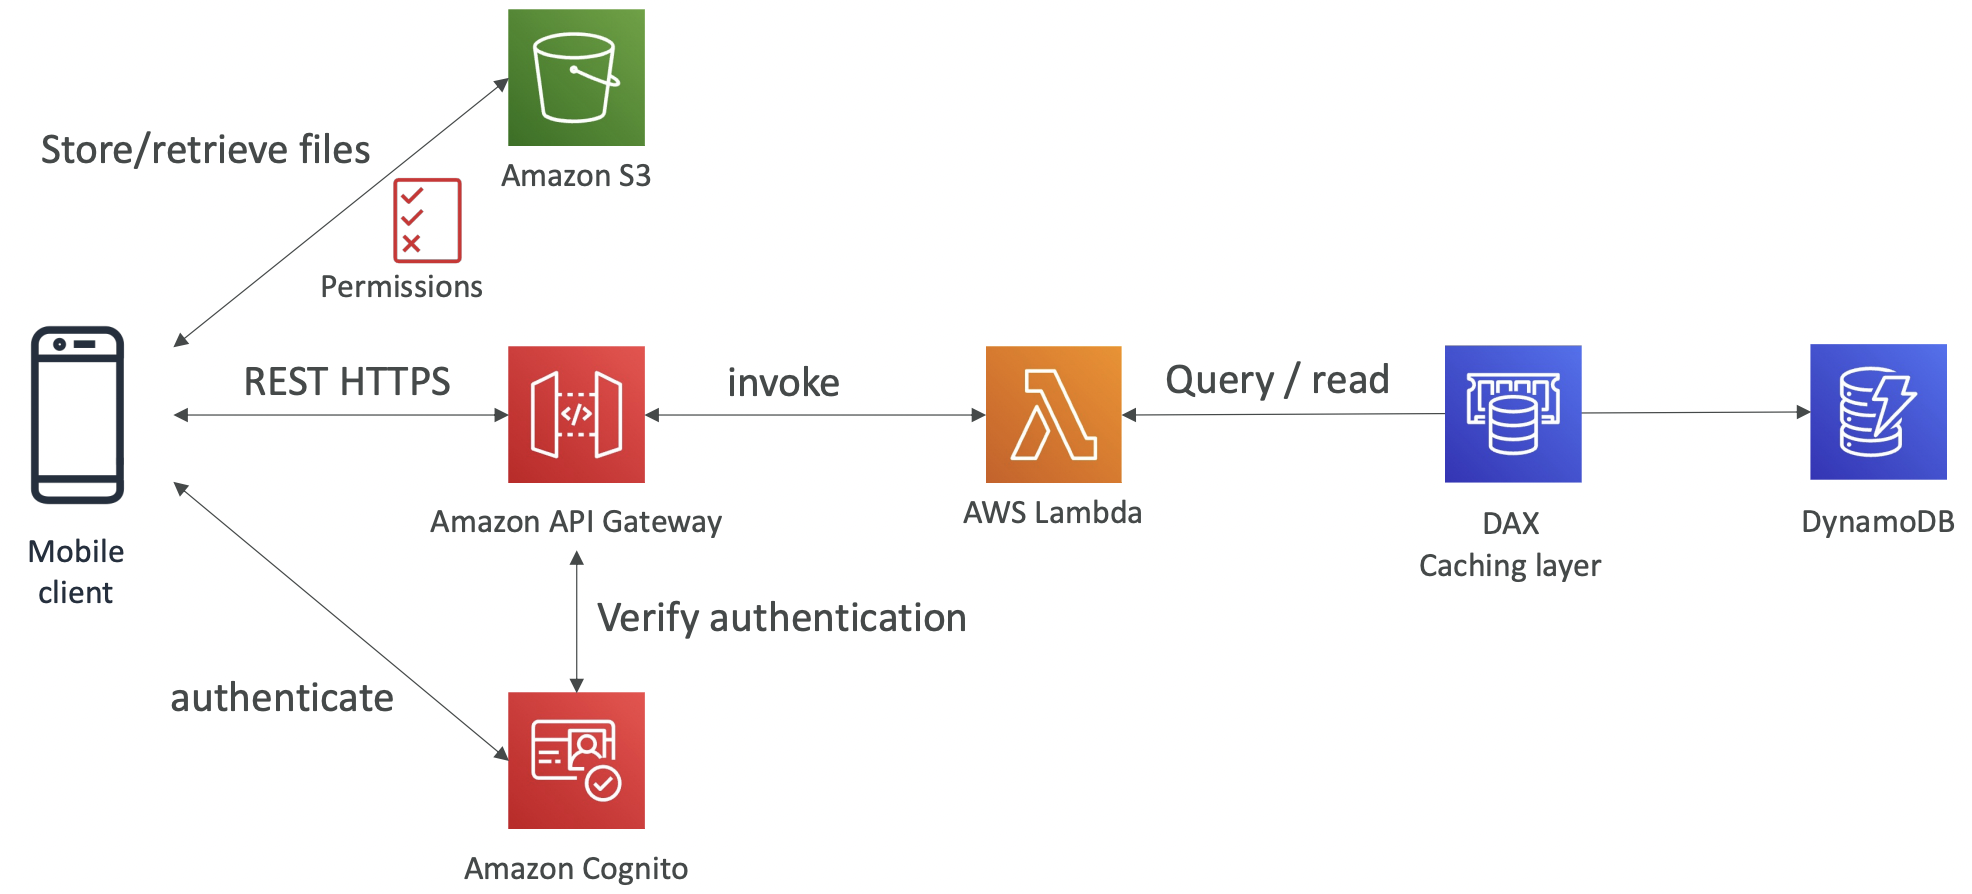 Store/retrieve files
Amazon S3
Permissions
REST HTTPS
invoke
Query / read
</>
Amazon API Gateway
AWS Lambda
DAX
Caching layer
DynamoDB
Mobile
client
Verify authentication
authenticate
Amazon Cognito